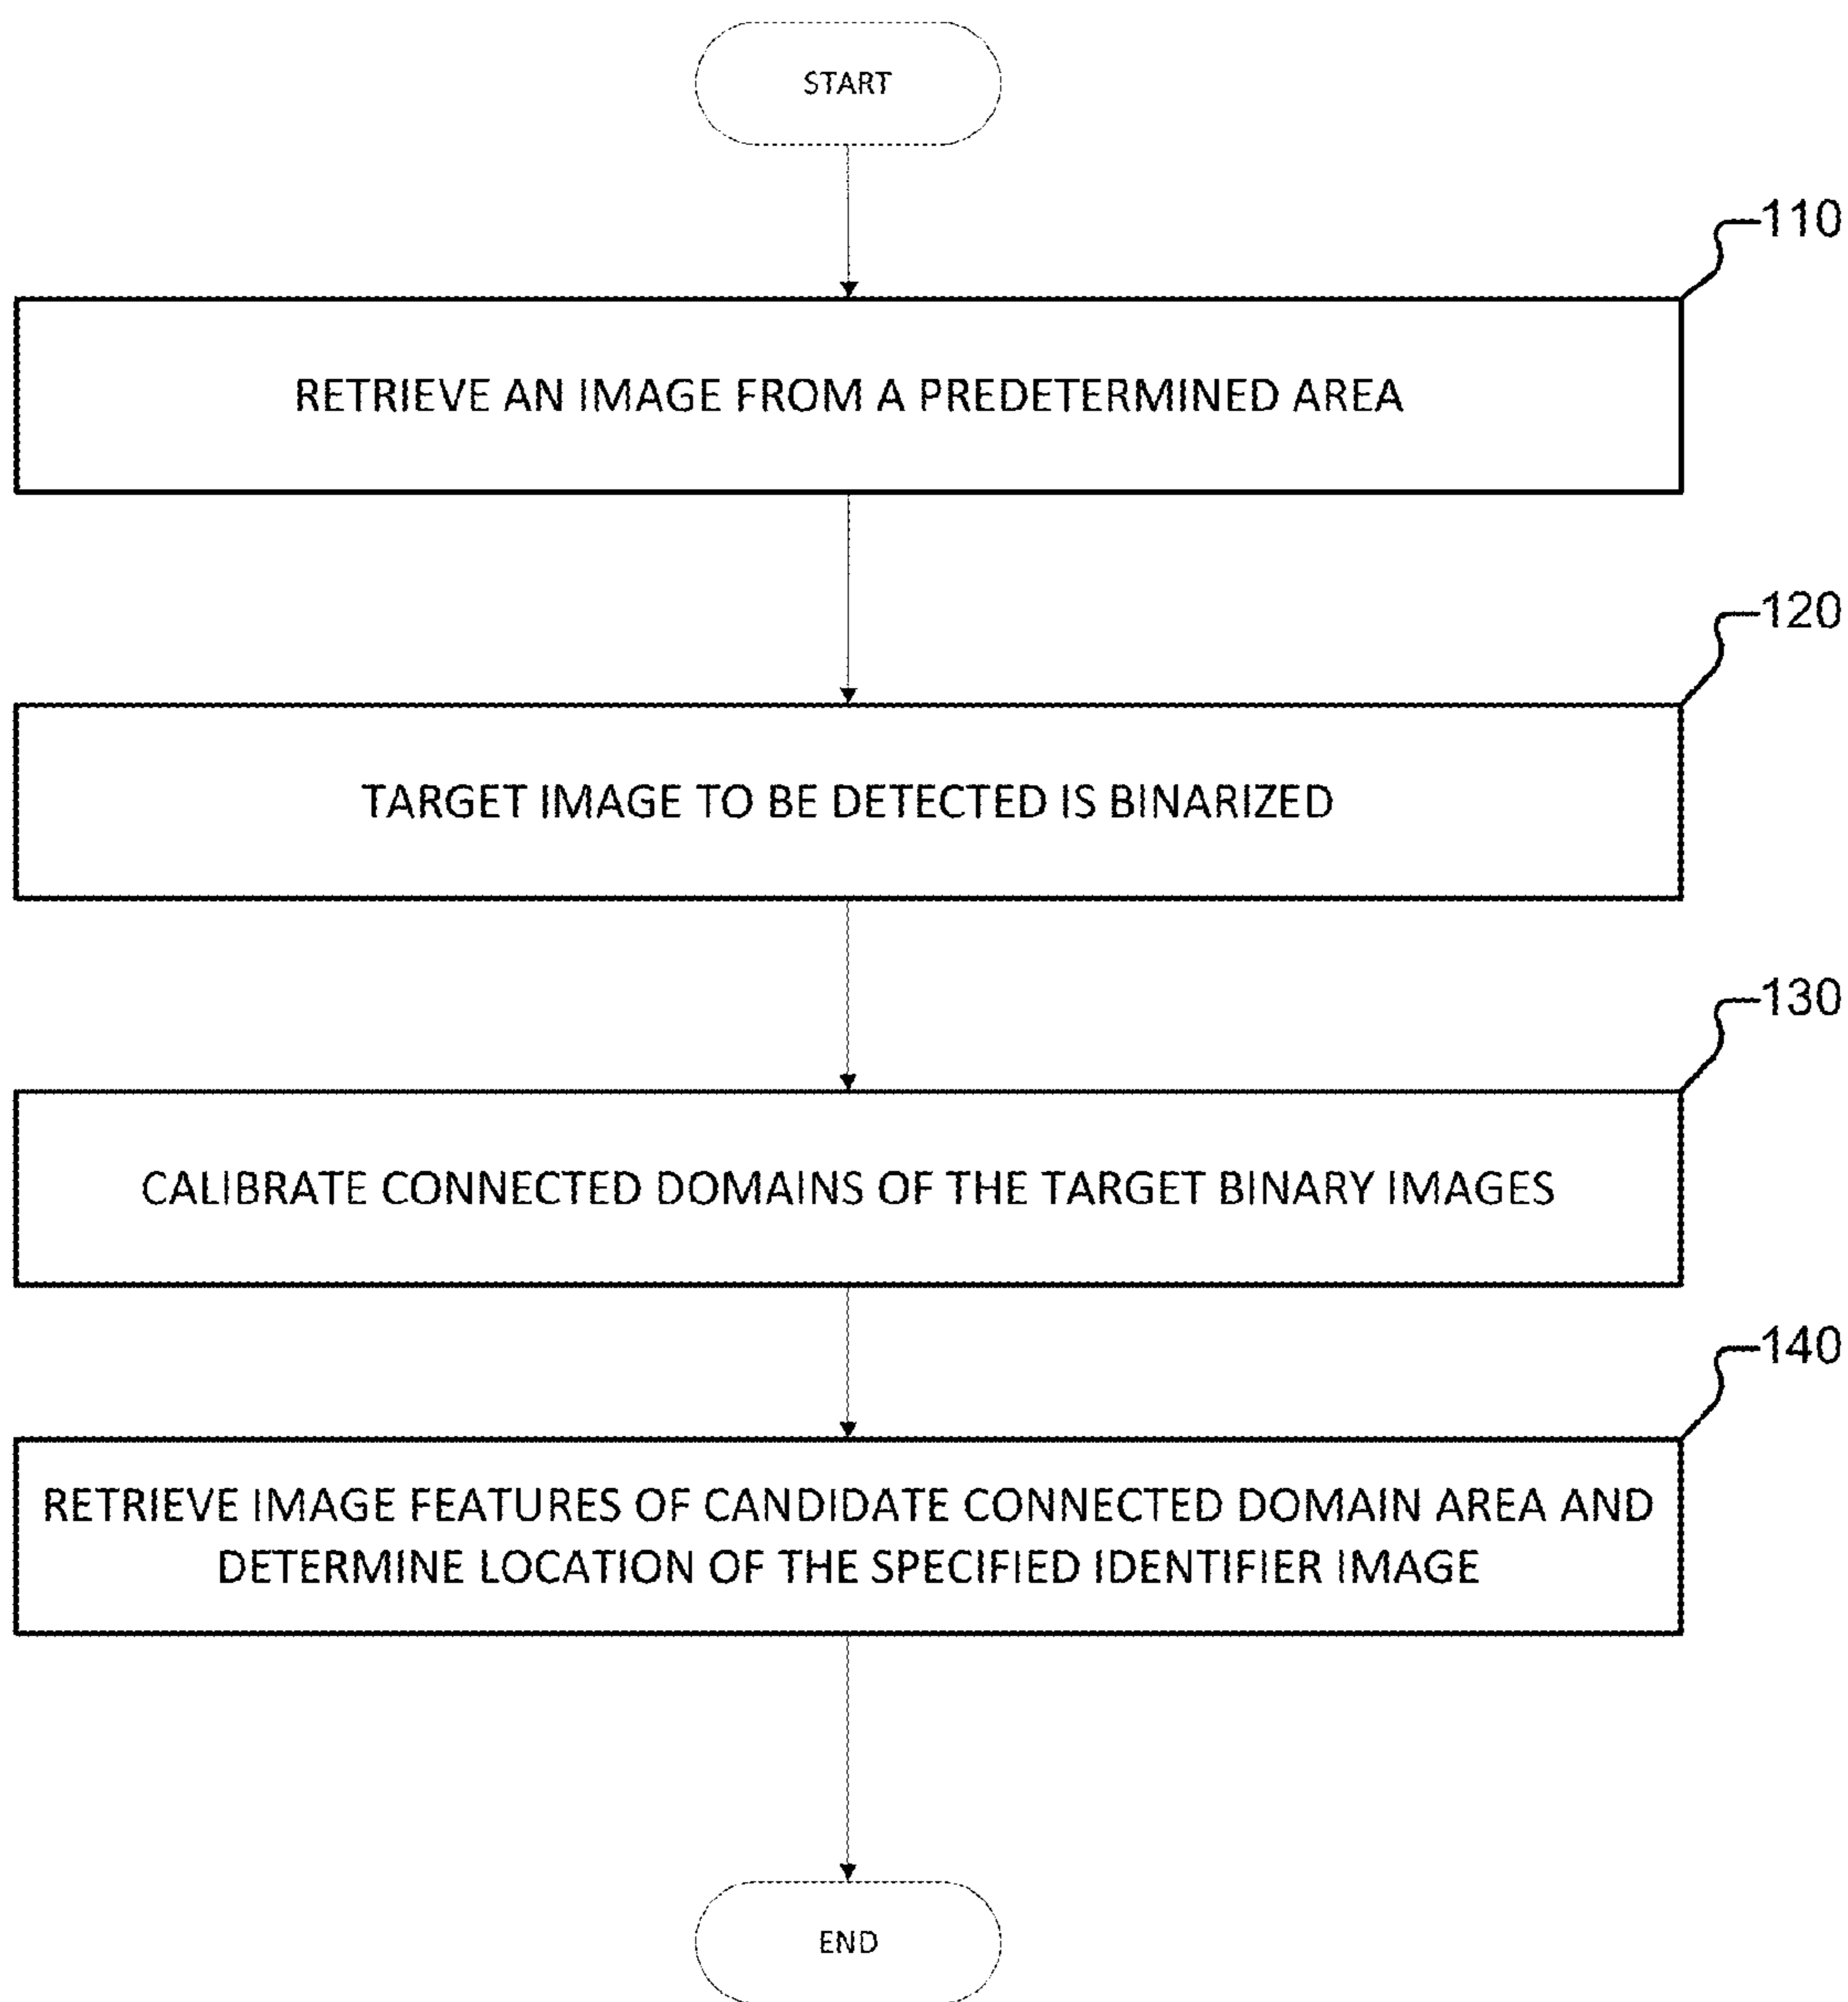 START
110
RETRIEVE AN IMAGE FROM A PREDETERMINED AREA
120
TARGET IMAGE TO BE DETECTED IS BINARIZED
130
CALIBRATE CONNECTED DOMAINS OF THE TARGET BINARY IMAGES
140
RETRIEVE IMAGE FEATURES OF CANDIDATE CONNECTED DOMAIN AREA AND
DETERMINE LOCATION OF THE SPECIFIED IDENTIFIER IMAGE
END